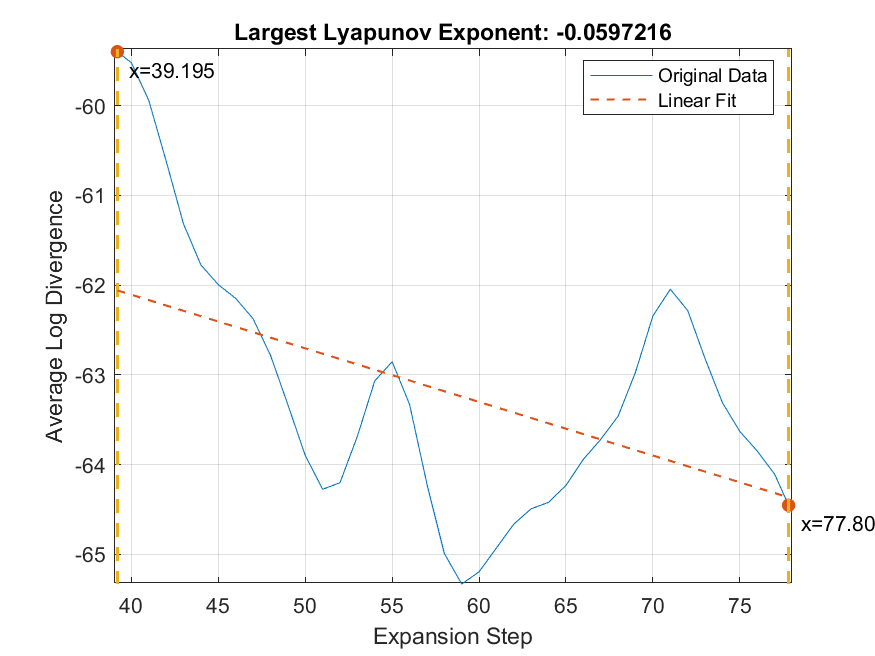 Largest Lyapunov Exponent: -0.0597216
x=39.195
Original Data
Linear Fit
-60
-61
-62
-63
-64
-65
Average Log Divergence
x=77.80
40 45 50 55 60 65 70 75
Expansion Step